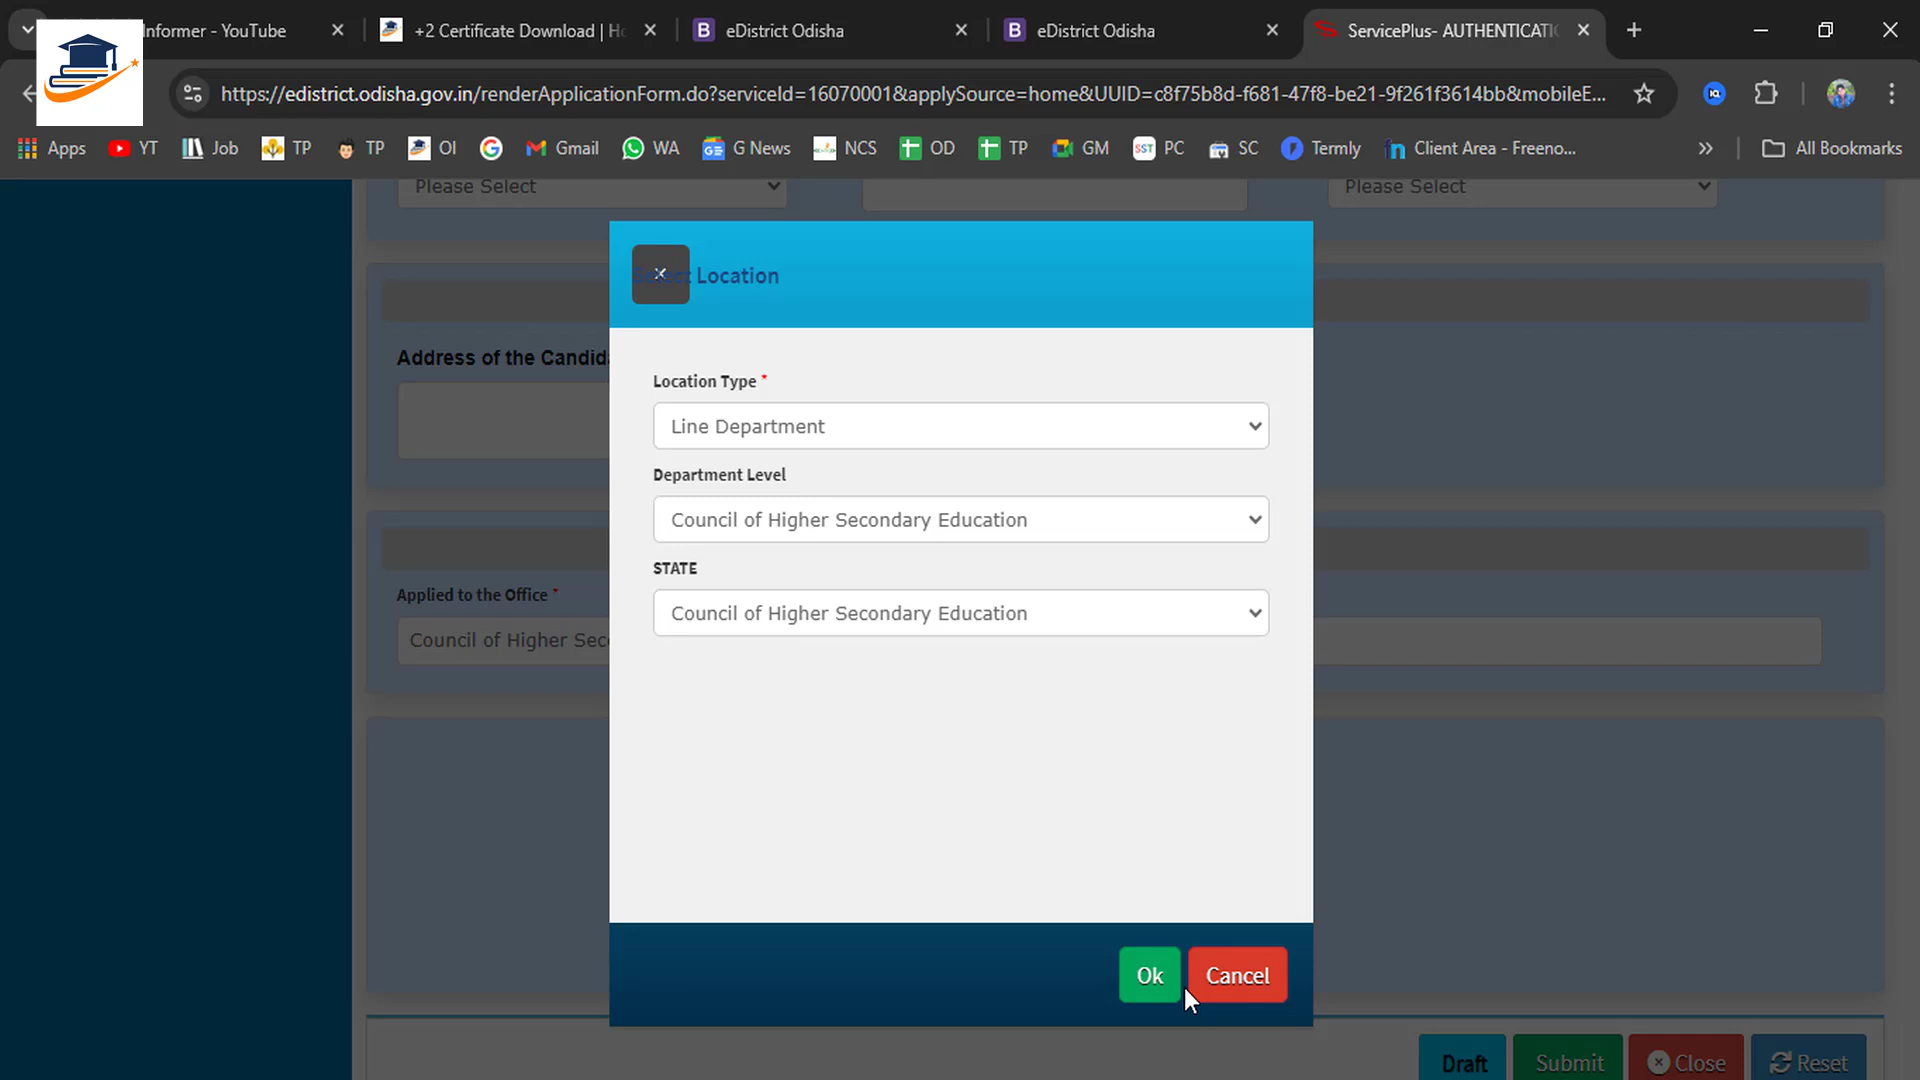 Informer - YouTube
+2 Certificate Download | H
eDistrict Odisha
eDistrict Odisha
ServicePlus- AUTHENTICATI
https://edistrict.odisha.gov.in/renderApplicationForm.do?serviceId=16070001&applySource=home&UUID=c8f75b8d-f681-47f8-be21-9f261f3614bb&mobileE...
Apps
YT
Job
TP
TP
OI
Gmail
WA
G News
NCS
OD
TP
GM
PC
SC
Termly
Client Area - Freeno...
All Bookmarks
Please Select
Please Select
Select Location
Address of the Candida
Location Type *
Line Department
Department Level
Council of Higher Secondary Education
STATE
Council of Higher Secondary Education
Applied to the Office *
Council of Higher Sec
Ok
Cancel
Draft
Submit
Close
Reset